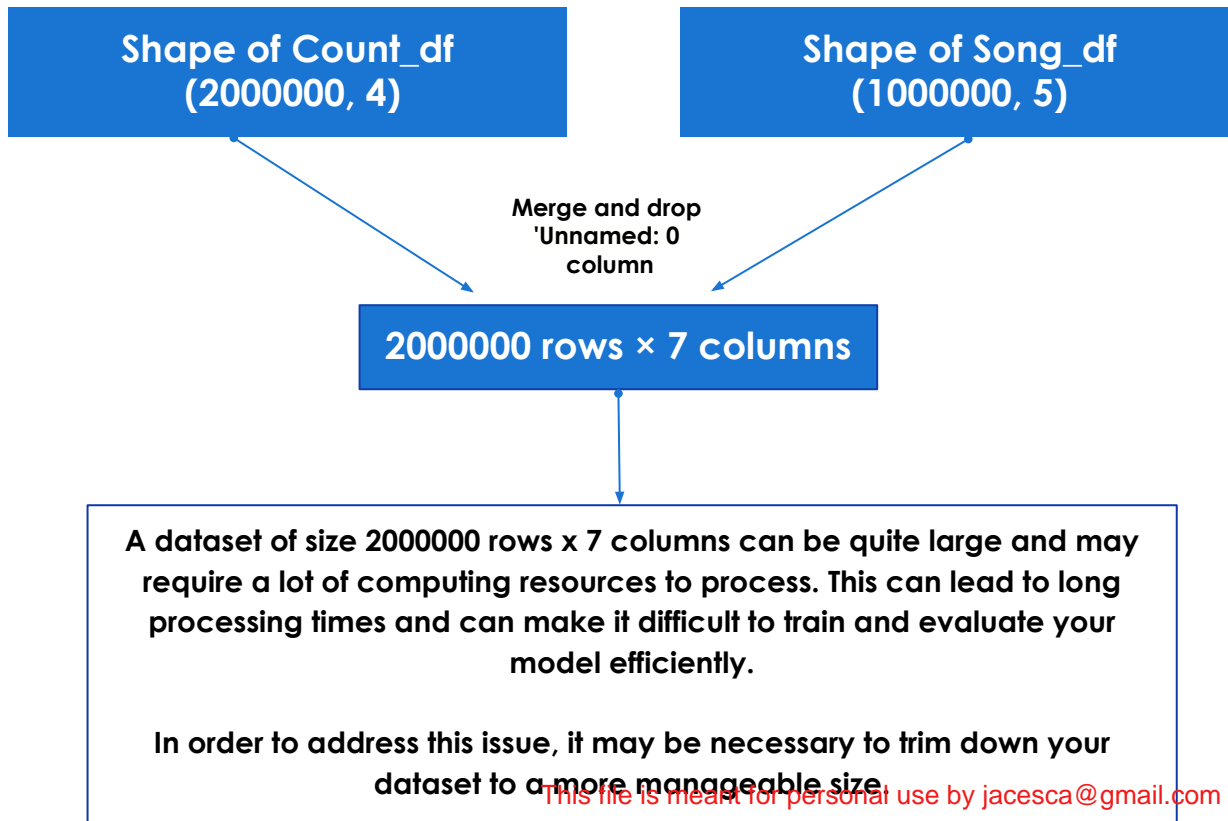 Shape of Count_df
(2000000, 4)
Shape of Song_df
(1000000, 5)
Merge and drop
'Unnamed: 0
column
2000000 rows × 7 columns
A dataset of size 2000000 rows x 7 columns can be quite large and may
require a lot of computing resources to process. This can lead to long
processing times and can make it difficult to train and evaluate your
model efficiently.
In order to address this issue, it may be necessary to trim down your
dataset to a more manageable size.
This file is meant for personal use by jacesca@gmail.com